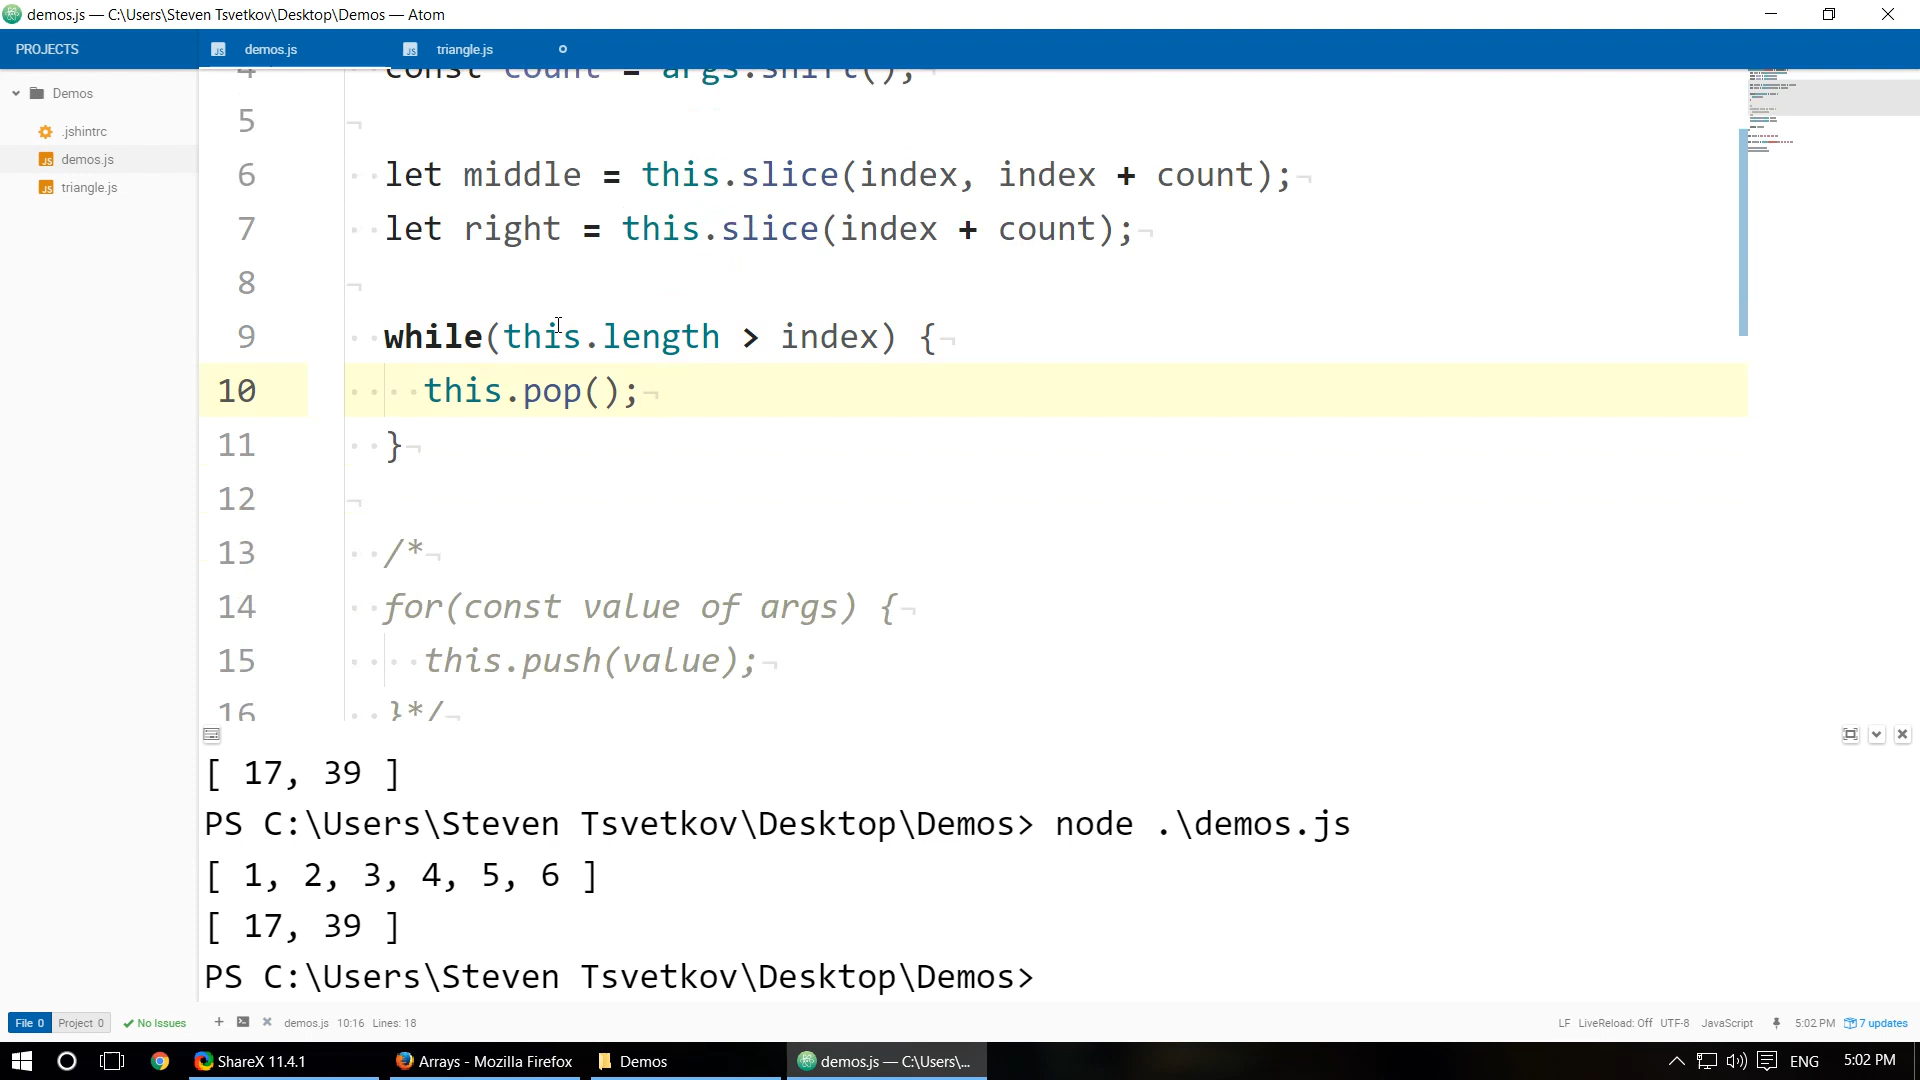 demos.js — C:\Users\Steven Tsvetkov\Desktop\Demos — Atom
PROJECTS
demos.js
triangle.js
Demos
.jshintrc
demos.js
triangle.js
4 const count = args.shift();
5
6 let middle = this.slice(index, index + count);
7 let right = this.slice(index + count);
8
9 while(this.length > index) {
10 this.pop();
11 }
12
13 /*
14 for(const value of args) {
15 this.push(value);
16 }*/
[ 17, 39 ]
PS C:\Users\Steven Tsvetkov\Desktop\Demos> node .\demos.js
[ 1, 2, 3, 4, 5, 6 ]
[ 17, 39 ]
PS C:\Users\Steven Tsvetkov\Desktop\Demos>
File 0 Project 0 No Issues demos.js 10:16 Lines: 18 LF LiveReload: Off UTF-8 JavaScript 5:02 PM 7 updates
ShareX 11.4.1 Arrays - Mozilla Firefox Demos demos.js — C:\Users\... ENG 5:02 PM